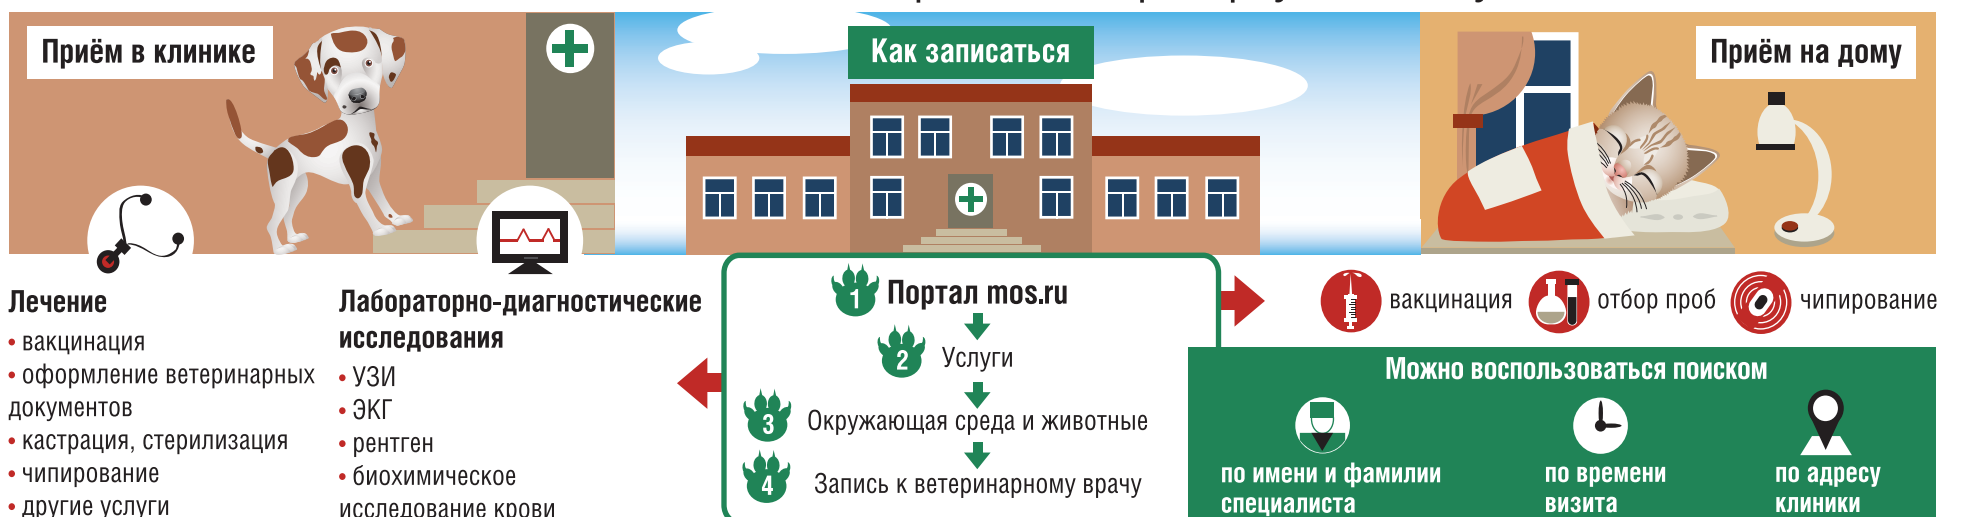 Приём в клинике
Как записаться
Приём на дому
Лечение
• вакцинация
• оформление ветеринарных
документов
• кастрация, стерилизация
• чипирование
• другие услуги
Лабораторно-диагностические
исследования
• УЗИ
• ЭКГ
• рентген
• биохимическое
исследование крови
1 Портал mos.ru
2 Услуги
3 Окружающая среда и животные
4 Запись к ветеринарному врачу
вакцинация
отбор проб
чипирование
Можно воспользоваться поиском
по имени и фамилии
специалиста
по времени
визита
по адресу
клиники